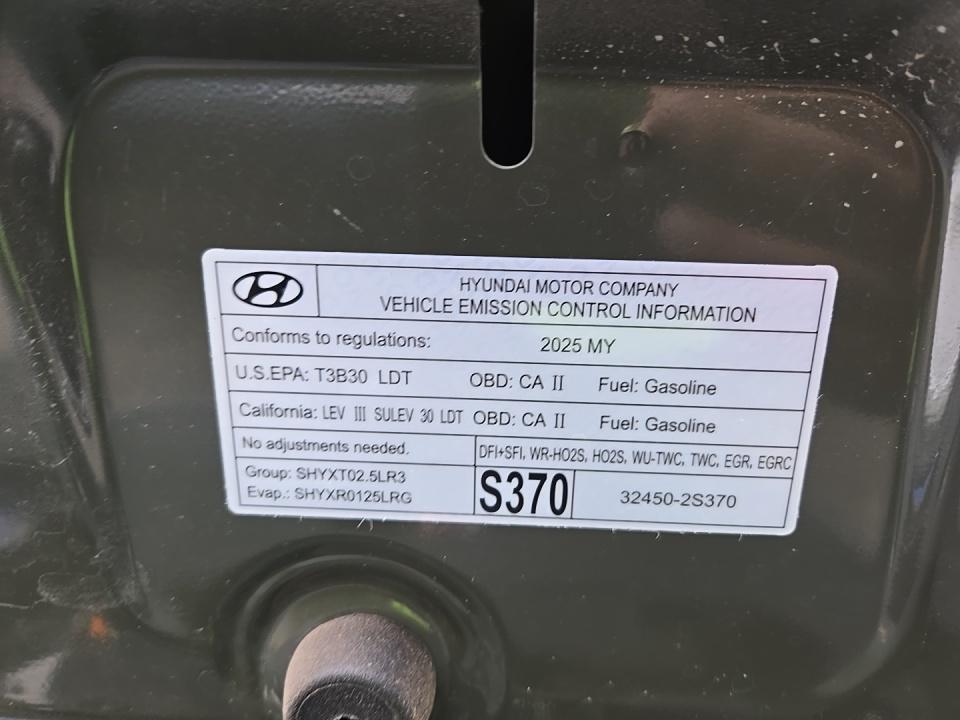 HYUNDAI MOTOR COMPANY
VEHICLE EMISSION CONTROL INFORMATION
Conforms to regulations: 2025 MY
U.S.EPA: T3B30 LDT OBD: CA II Fuel: Gasoline
California: LEV III SULEV 30 LDT OBD: CA II Fuel: Gasoline
No adjustments needed.
DFI+SFI, WR-HO2S, HO2S, WU-TWC, TWC, EGR, EGRC
Group: SHYXT02.5LR3
Evap.: SHYXR0125LRG
S370
32450-2S370